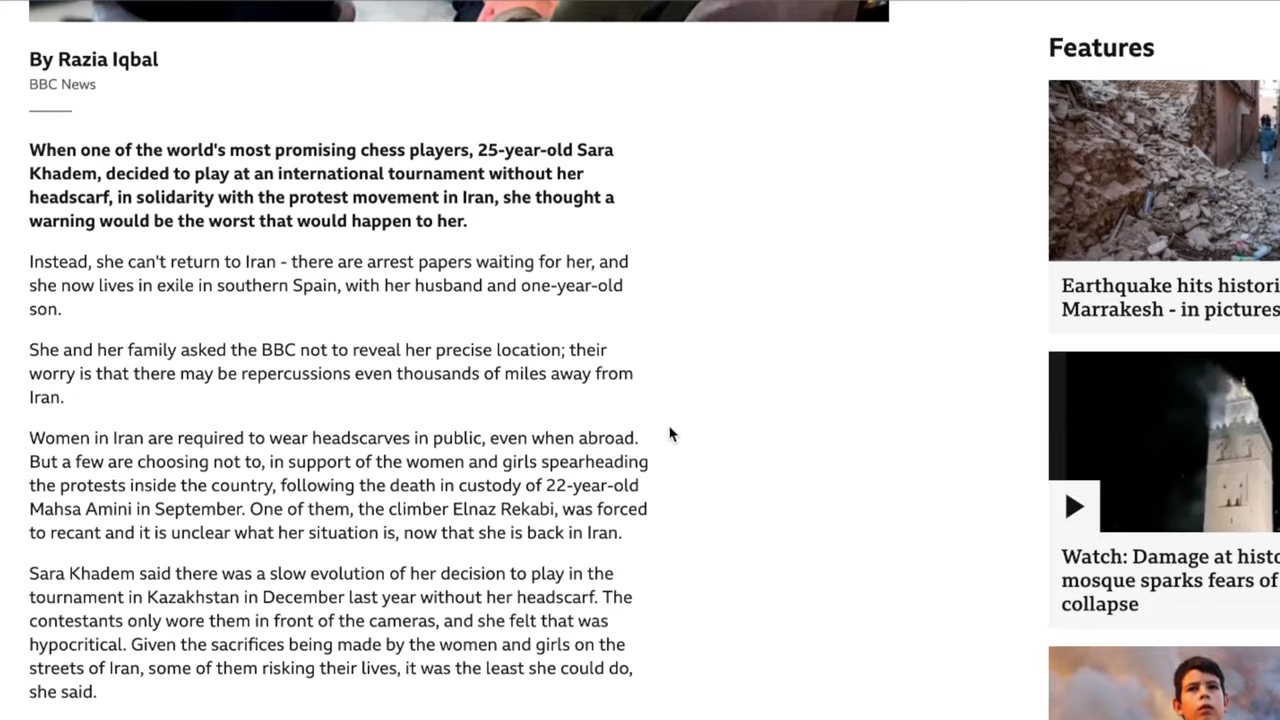 By Razia Iqbal
BBC News
When one of the world's most promising chess players, 25-year-old Sara
Khadem, decided to play at an international tournament without her
headscarf, in solidarity with the protest movement in Iran, she thought a
warning would be the worst that would happen to her.
Instead, she can't return to Iran - there are arrest papers waiting for her, and
she now lives in exile in southern Spain, with her husband and one-year-old
son.
She and her family asked the BBC not to reveal her precise location; their
worry is that there may be repercussions even thousands of miles away from
Iran.
Women in Iran are required to wear headscarves in public, even when abroad.
But a few are choosing not to, in support of the women and girls spearheading
the protests inside the country, following the death in custody of 22-year-old
Mahsa Amini in September. One of them, the climber Elnaz Rekabi, was forced
to recant and it is unclear what her situation is, now that she is back in Iran.
Sara Khadem said there was a slow evolution of her decision to play in the
tournament in Kazakhstan in December last year without her headscarf. The
contestants only wore them in front of the cameras, and she felt that was
hypocritical. Given the sacrifices being made by the women and girls on the
streets of Iran, some of them risking their lives, it was the least she could do,
she said.
Features
Earthquake hits histori
Marrakesh - in pictures
Watch: Damage at histo
mosque sparks fears of
collapse